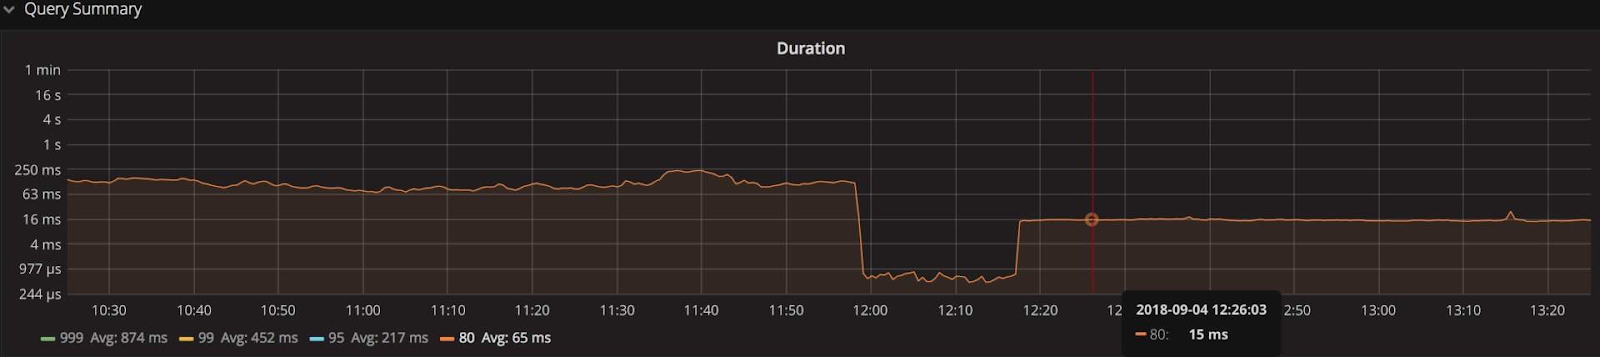 Query Summary
Duration
1 min
16 s
4 s
1 s
250 ms
63 ms
16 ms
4 ms
977 µs
244 µs
10:30 10:40 10:50 11:00 11:10 11:20 11:30 11:40 11:50 12:00 12:10 12:20 12 2:50 13:00 13:10 13:20
2018-09-04 12:26:03
80: 15 ms
999 Avg: 874 ms 99 Avg: 452 ms 95 Avg: 217 ms 80 Avg: 65 ms